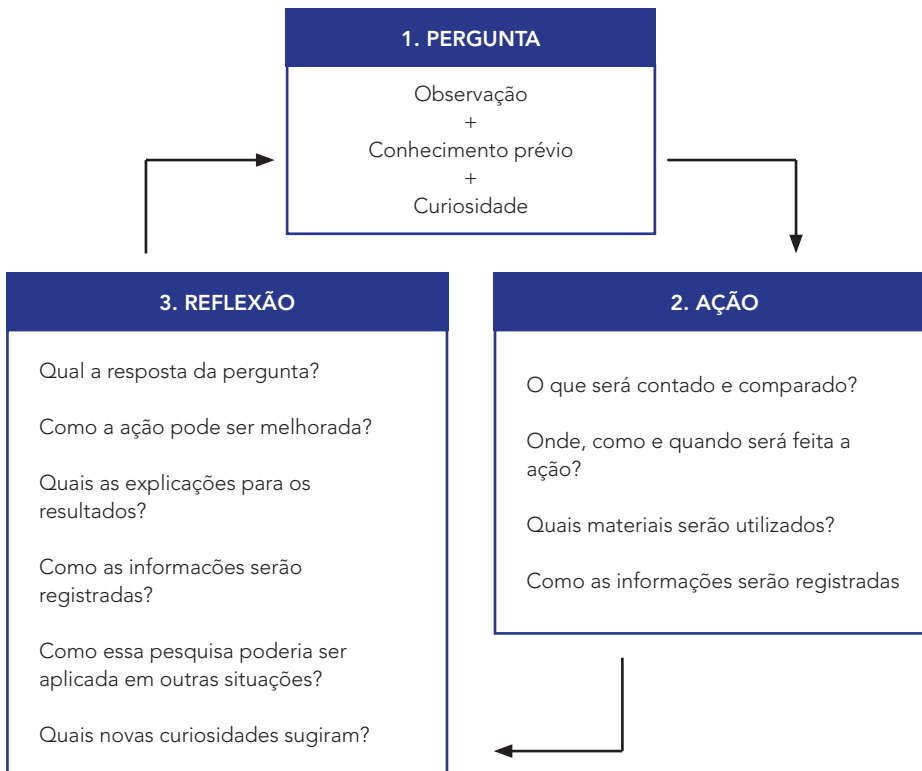 1. PERGUNTA
Observação
+
Conhecimento prévio
+
Curiosidade
3. REFLEXÃO
Qual a resposta da pergunta?
Como a ação pode ser melhorada?
Quais as explicações para os
resultados?
Como as informacões serão
registradas?
Como essa pesquisa poderia ser
aplicada em outras situações?
Quais novas curiosidades sugiram?
2. AÇÃO
O que será contado e comparado?
Onde, como e quando será feita a
ação?
Quais materiais serão utilizados?
Como as informações serão registradas